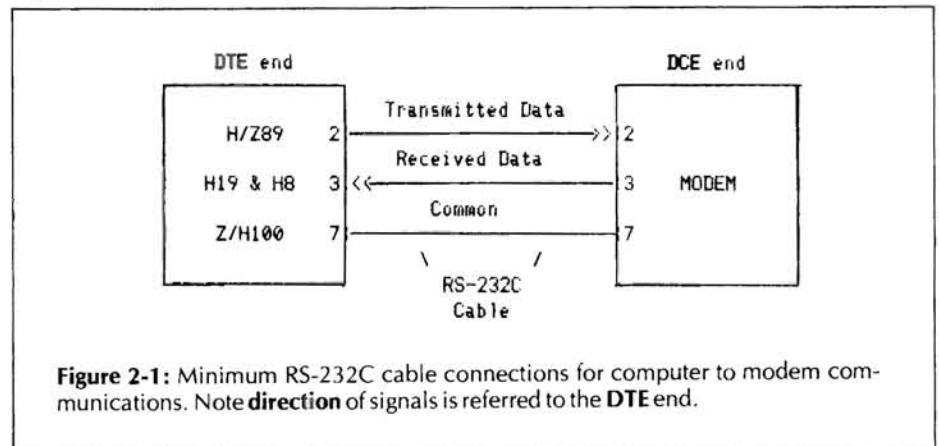 DTE end DCE end
Transmitted Data
H/Z89 2 >> 2
Received Data
H19 & H8 3 << 3 MODEM
Common
Z/H100 7 7
\ /
RS-232C
Cable
Figure 2-1: Minimum RS-232C cable connections for computer to modem com-
munications. Note direction of signals is referred to the DTE end.